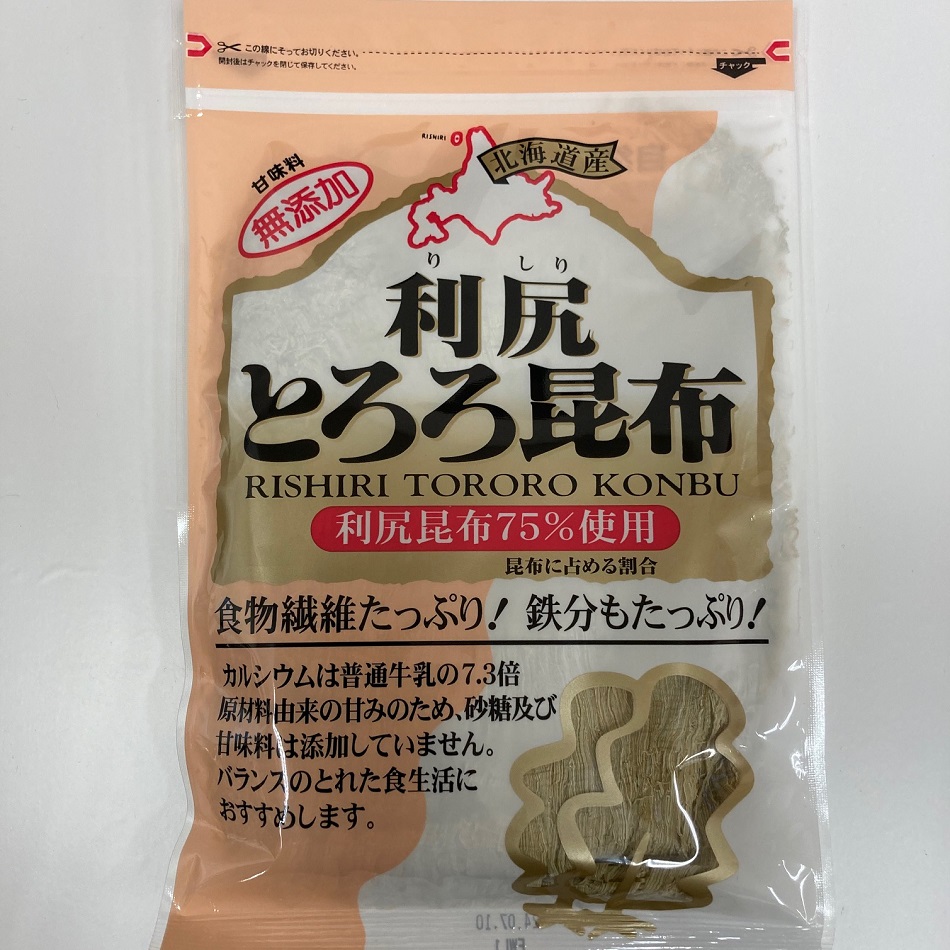 この線にそってお切りください。
開封後はチャックを閉じて保存してください。
チャック
RISHIRI
北海道産
甘味料
無添加
りしり
利尻
とろろ昆布
RISHIRI TORORO KONBU
利尻昆布75%使用
昆布に占める割合
食物繊維たっぷり! 鉄分もたっぷり!
カルシウムは普通牛乳の7.3倍
原材料由来の甘みのため、砂糖及び
甘味料は添加していません。
バランスのとれた食生活に
おすすめします。
24.07.10